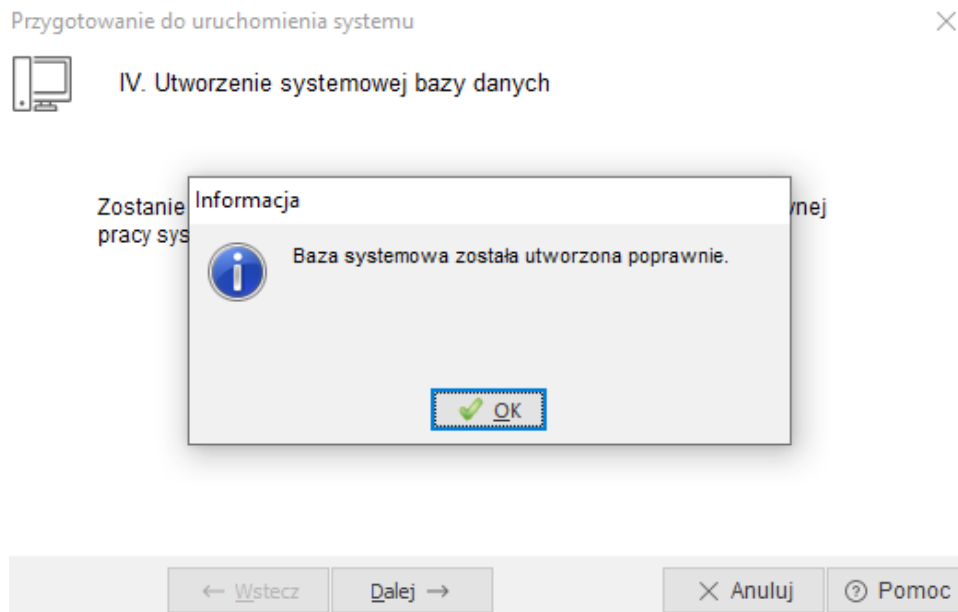 Przygotowanie do uruchomienia systemu
IV. Utworzenie systemowej bazy danych
Zostanie
pracy sys
Informacja
Baza systemowa została utworzona poprawnie.
OK
ynej
← Wstecz
Dalej →
Anuluj
Pomoc